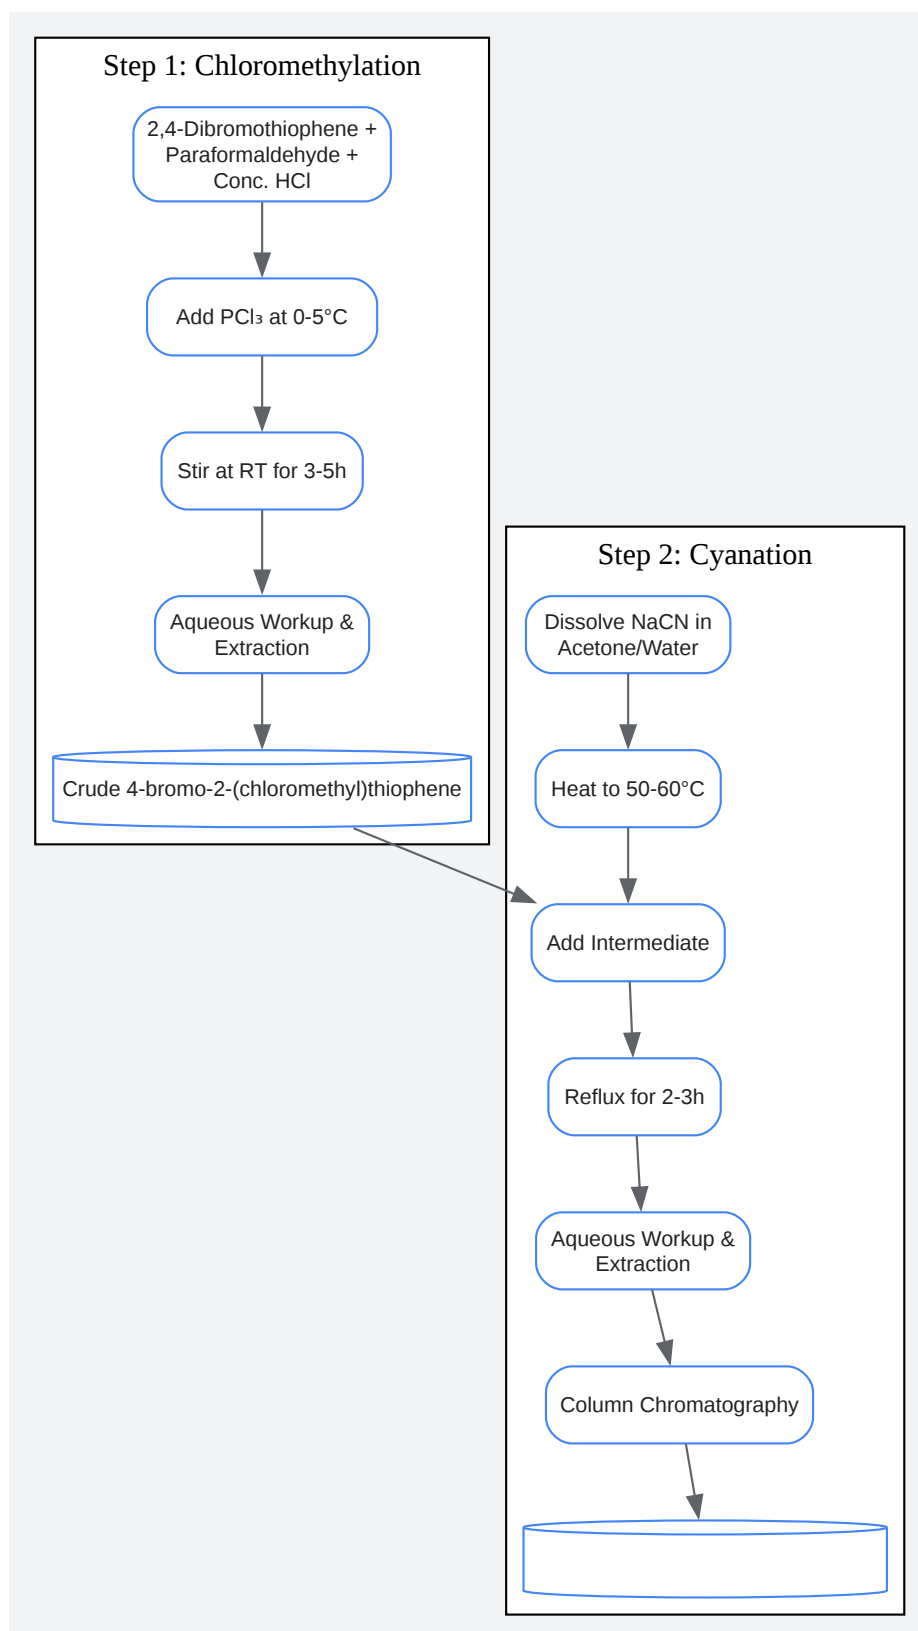 Step 1: Chloromethylation
2,4-Dibromothiophene +
Paraformaldehyde +
Conc. HCl
Add PCl₃ at 0-5°C
Stir at RT for 3-5h
Aqueous Workup &
Extraction
Crude 4-bromo-2-(chloromethyl)thiophene
Step 2: Cyanation
Dissolve NaCN in
Acetone/Water
Heat to 50-60°C
Add Intermediate
Reflux for 2-3h
Aqueous Workup &
Extraction
Column Chromatography